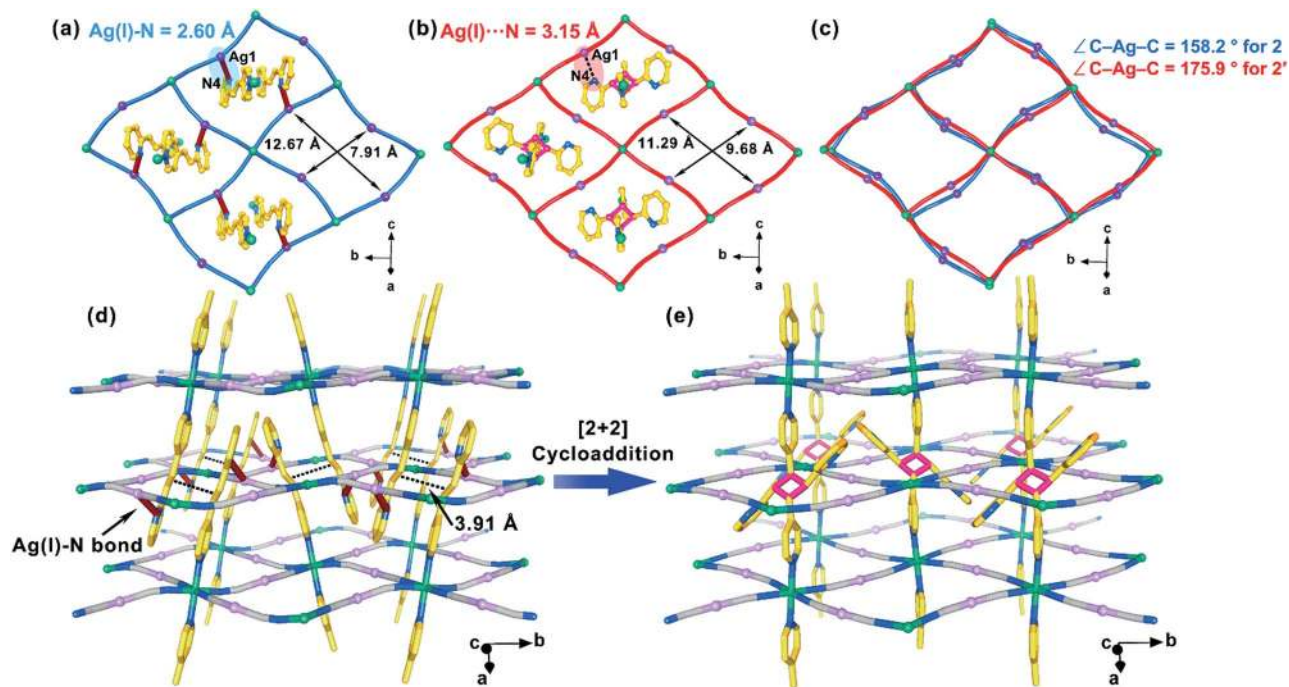 (a) Ag(I)-N = 2.60 Å
Ag1
N4
12.67 Å
7.91 Å
c
b
a
(b) Ag(I)···N = 3.15 Å
Ag1
N4
11.29 Å
9.68 Å
c
b
a
(c)
∠C–Ag–C = 158.2 ° for 2
∠C–Ag–C = 175.9 ° for 2'
c
b
a
(d)
Ag(I)-N bond
3.91 Å
c
b
a
[2+2]
Cycloaddition
(e)
c
b
a